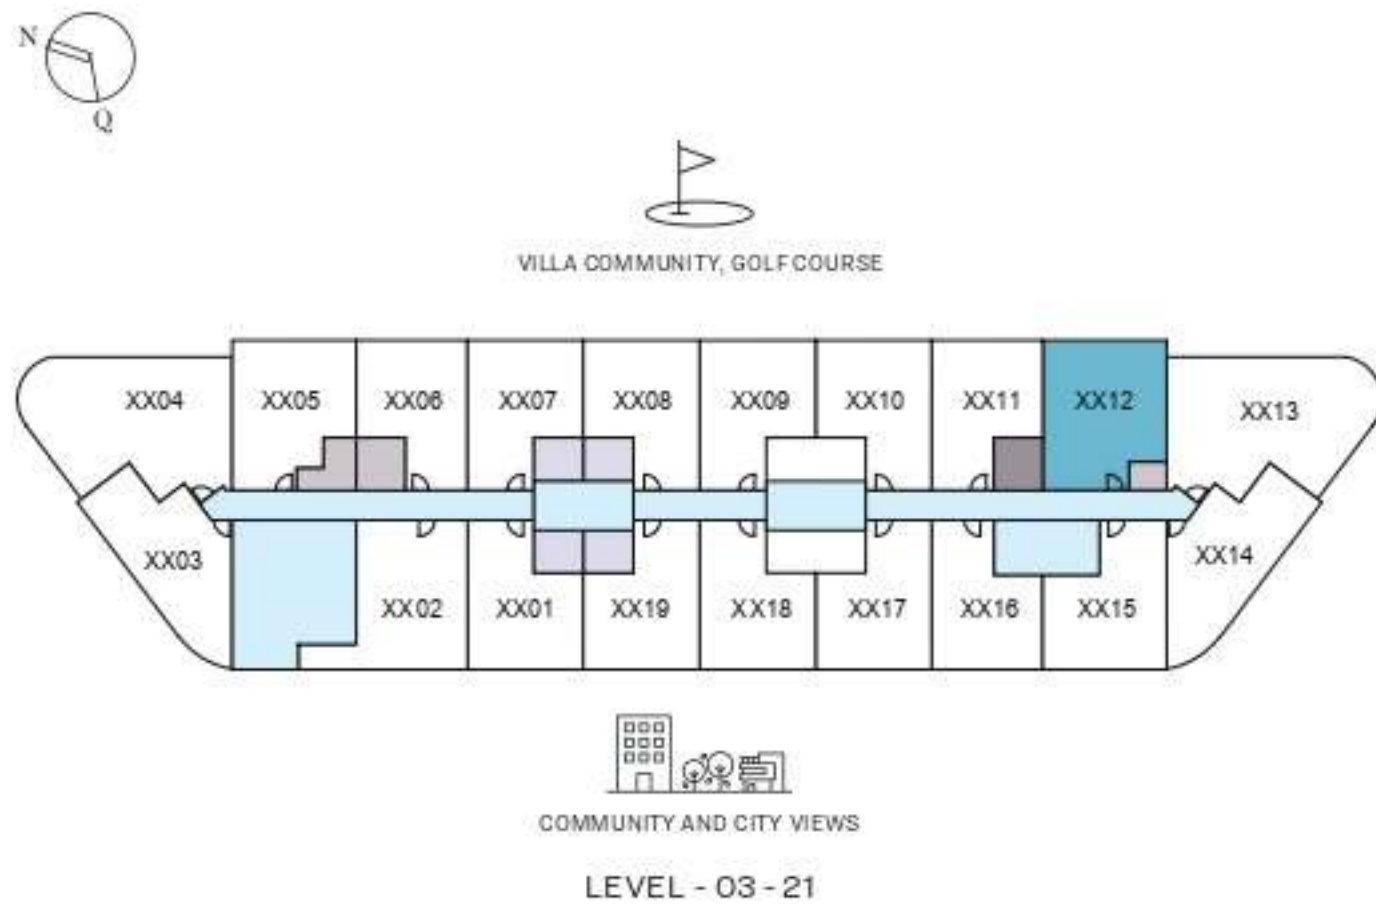 N
Q
VILLA COMMUNITY, GOLF COURSE
XX04
XX05
XX06
XX07
XX08
XX09
XX10
XX11
XX12
XX13
XX03
XX02
XX01
XX19
XX18
XX17
XX16
XX15
XX14
COMMUNITY AND CITY VIEWS
LEVEL - 03 - 21